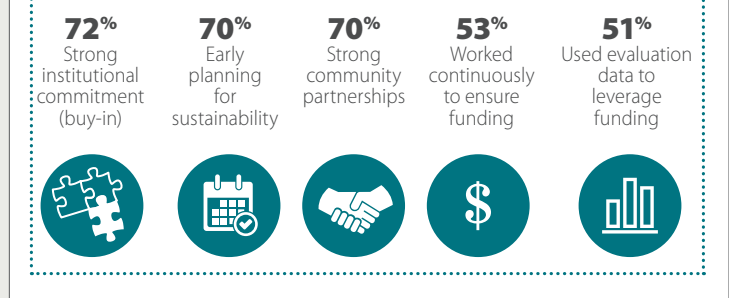 72%
Strong
institutional
commitment
(buy-in)
70%
Early
planning
for
sustainability
70%
Strong
community
partnerships
53%
Worked
continuously
to ensure
funding
51%
Used evaluation
data to
leverage
funding
$